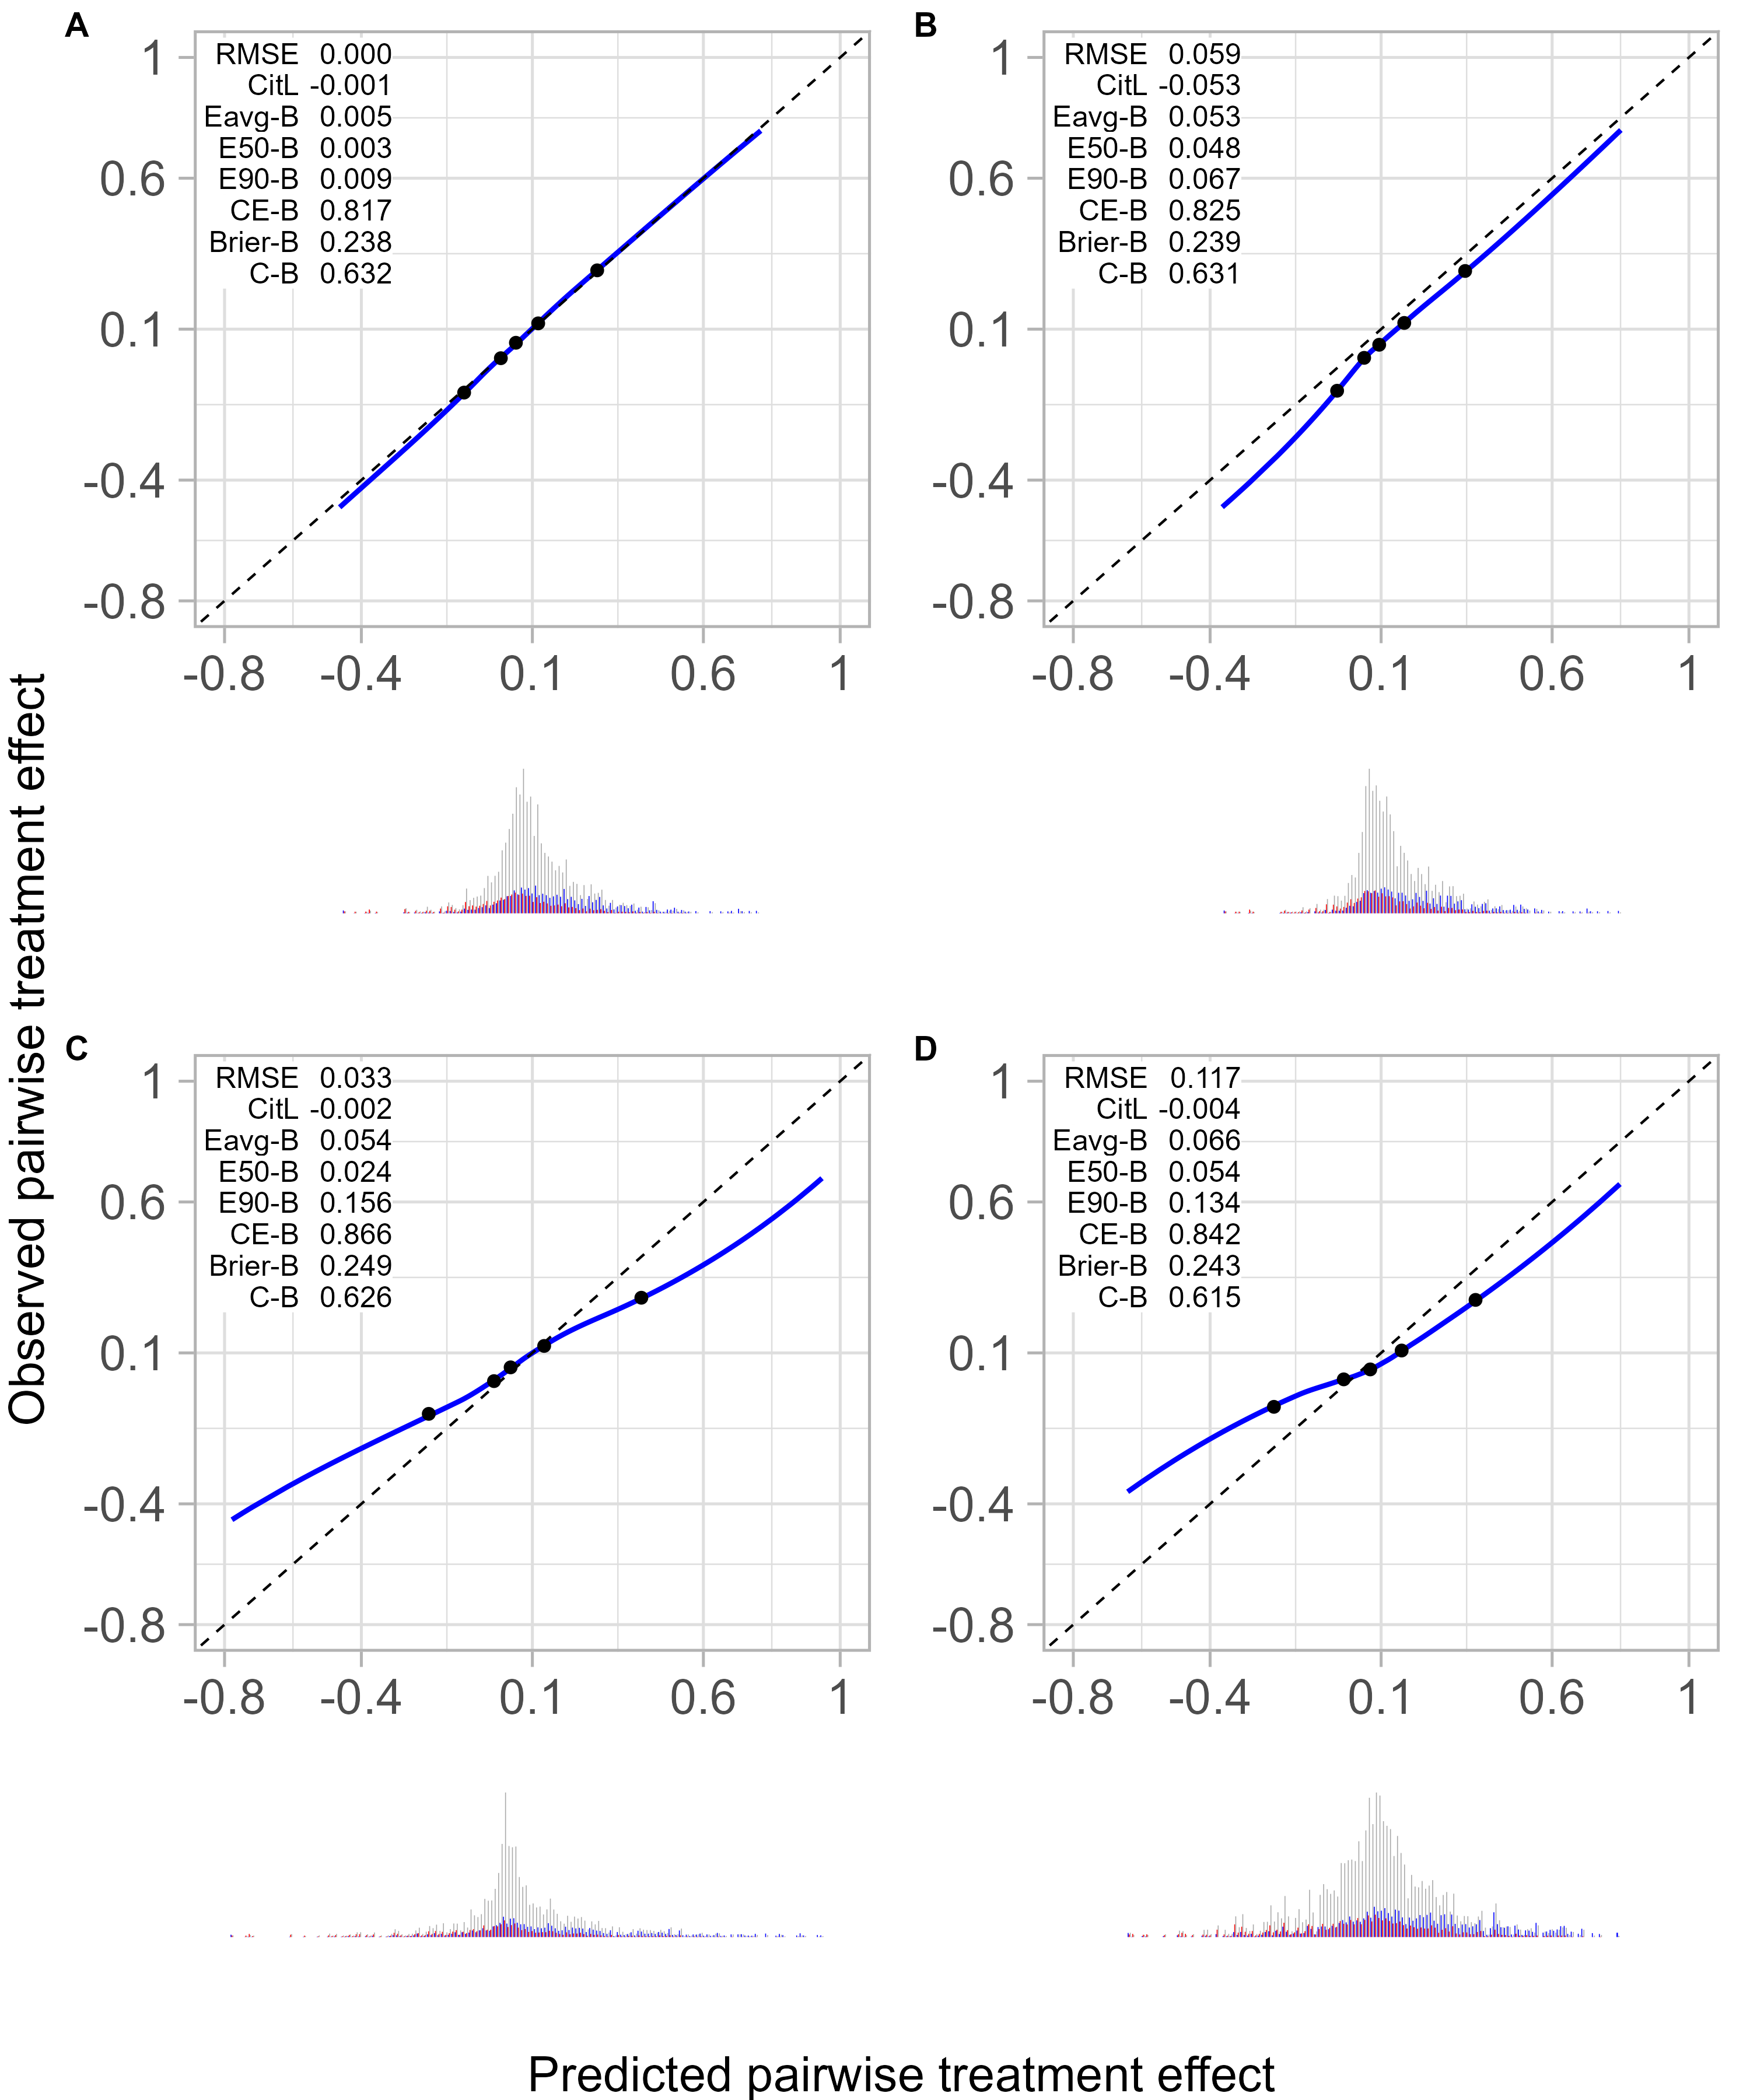 A
RMSE 0.000
CitL -0.001
Eavg-B 0.005
E50-B 0.003
E90-B 0.009
CE-B 0.817
Brier-B 0.238
C-B 0.632
1
0.6
0.1
-0.4
-0.8
-0.8 -0.4 0.1 0.6 1
B
RMSE 0.059
CitL -0.053
Eavg-B 0.053
E50-B 0.048
E90-B 0.067
CE-B 0.825
Brier-B 0.239
C-B 0.631
1
0.6
0.1
-0.4
-0.8
-0.8 -0.4 0.1 0.6 1
Observed pairwise treatment effect
C
RMSE 0.033
CitL -0.002
Eavg-B 0.054
E50-B 0.024
E90-B 0.156
CE-B 0.866
Brier-B 0.249
C-B 0.626
1
0.6
0.1
-0.4
-0.8
-0.8 -0.4 0.1 0.6 1
D
RMSE 0.117
CitL -0.004
Eavg-B 0.066
E50-B 0.054
E90-B 0.134
CE-B 0.842
Brier-B 0.243
C-B 0.615
1
0.6
0.1
-0.4
-0.8
-0.8 -0.4 0.1 0.6 1
Predicted pairwise treatment effect